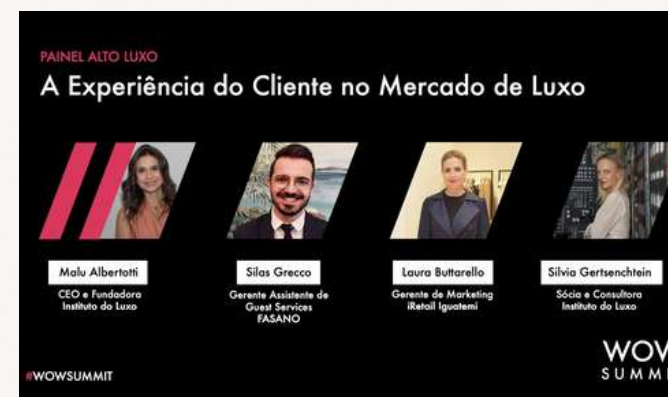 PAINEL ALTO LUXO
A Experiência do Cliente no Mercado de Luxo
Malu Albertotti
CEO e Fundadora
Instituto do Luxo
Silas Grecco
Gerente Assistente de
Guest Services
FASANO
Laura Buttarello
Gerente de Marketing
iRetail Iguatemi
Silvia Gertsenchtein
Sócia e Consultora
Instituto do Luxo
#WOWSUMMIT
WOW
SUMMI